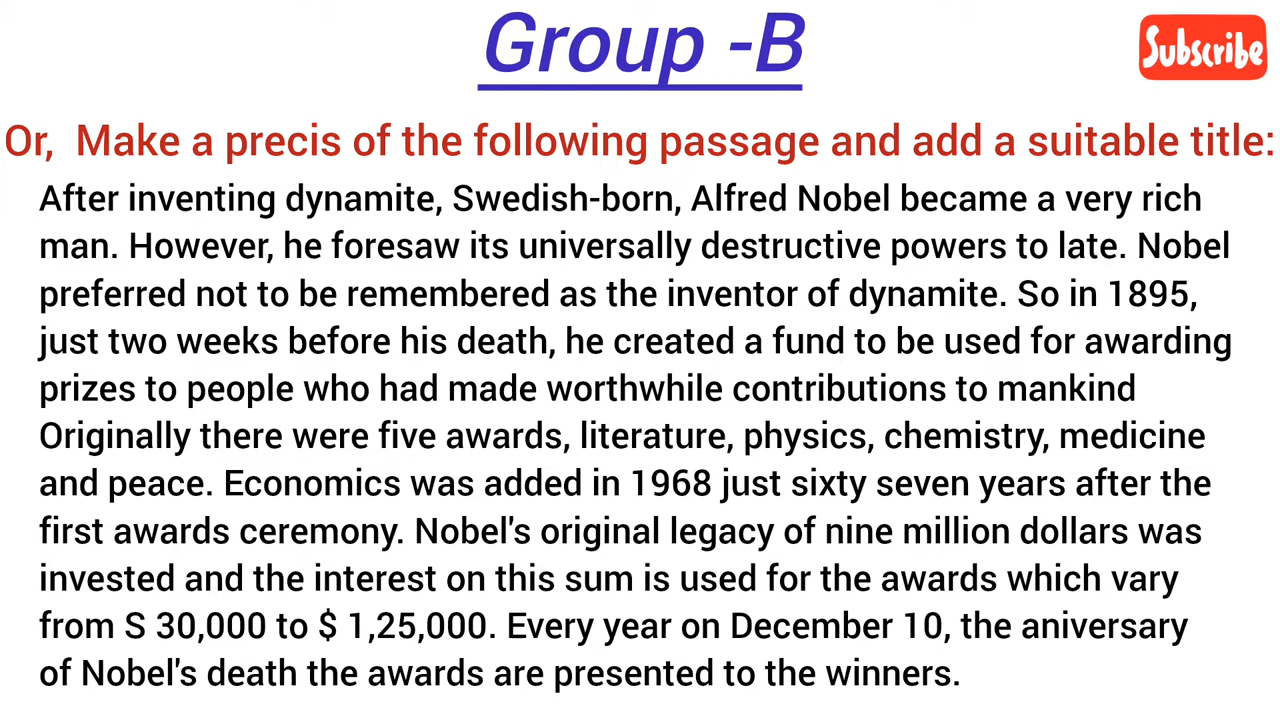 Group -B
Subscribe
Or, Make a precis of the following passage and add a suitable title:
After inventing dynamite, Swedish-born, Alfred Nobel became a very rich
man. However, he foresaw its universally destructive powers to late. Nobel
preferred not to be remembered as the inventor of dynamite. So in 1895,
just two weeks before his death, he created a fund to be used for awarding
prizes to people who had made worthwhile contributions to mankind
Originally there were five awards, literature, physics, chemistry, medicine
and peace. Economics was added in 1968 just sixty seven years after the
first awards ceremony. Nobel's original legacy of nine million dollars was
invested and the interest on this sum is used for the awards which vary
from S 30,000 to $ 1,25,000. Every year on December 10, the aniversary
of Nobel's death the awards are presented to the winners.